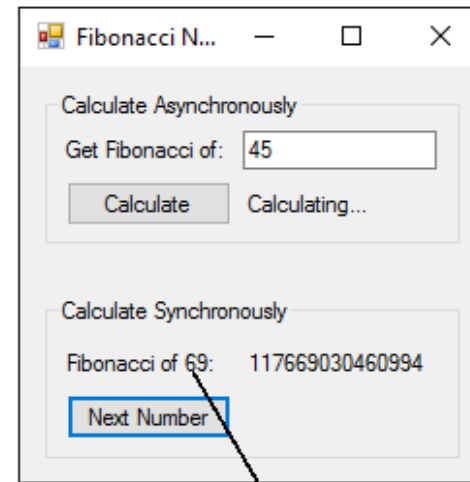 Fibonacci N...
Calculate Asynchronously
Get Fibonacci of: 45
Calculate Calculating...
Calculate Synchronously
Fibonacci of 69: 117669030460994
Next Number